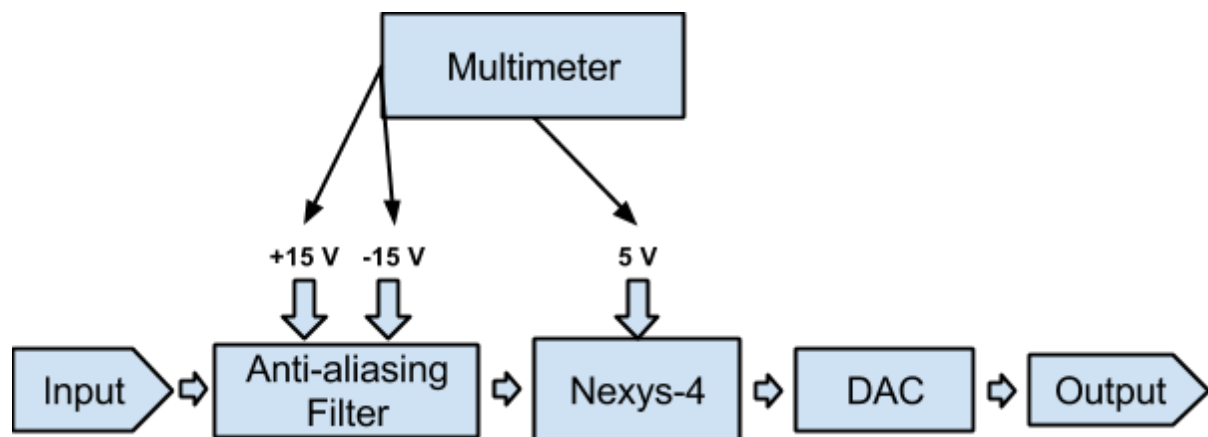 Multimeter
+15 V
-15 V
5 V
Input
Anti-aliasing
Filter
Nexys-4
DAC
Output